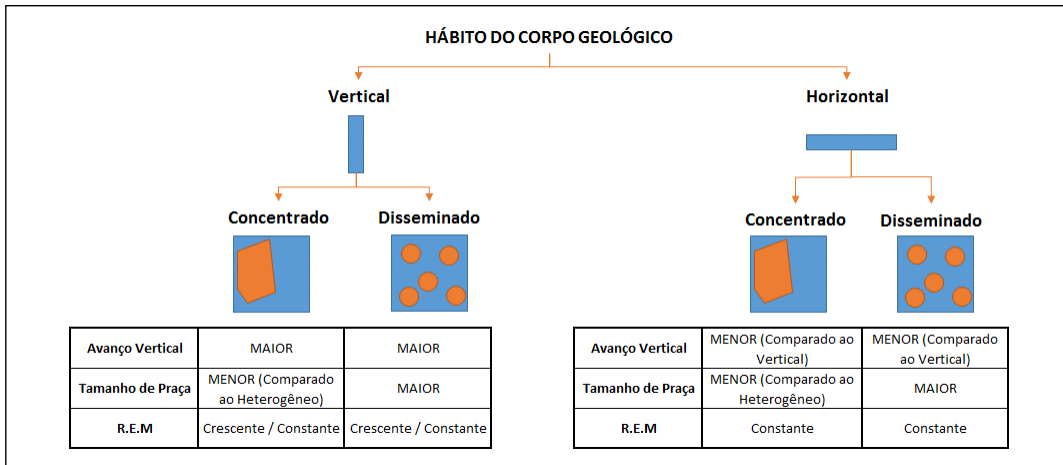 HÁBITO DO CORPO GEOLÓGICO
Vertical
Horizontal
Concentrado
Disseminado
Concentrado
Disseminado
Avanço Vertical
MAIOR
MAIOR
Tamanho de Praça
MENOR (Comparado
ao Heterogêneo)
MAIOR
R.E.M
Crescente / Constante
Crescente / Constante
Avanço Vertical
MENOR (Comparado ao
Vertical)
MENOR (Comparado
ao Vertical)
Tamanho de Praça
MENOR (Comparado ao
Heterogêneo)
MAIOR
R.E.M
Constante
Constante